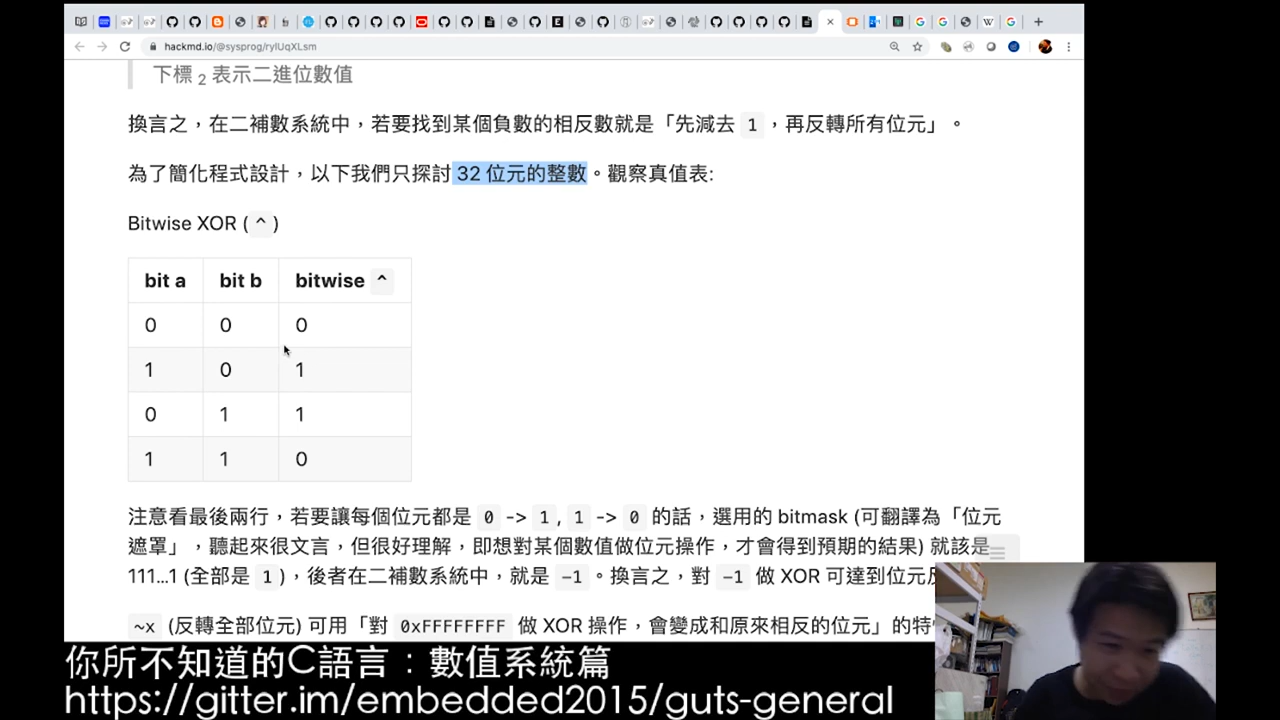 hackmd.io/@sysprog/rylUqXLsm
下標 2 表示二進位數值
換言之，在二補數系統中，若要找到某個負數的相反數就是「先減去 1 ，再反轉所有位元」。
為了簡化程式設計，以下我們只探討 32 位元的整數。觀察真值表:
Bitwise XOR ( ^ )
bit a bit b bitwise ^
0 0 0
1 0 1
0 1 1
1 1 0
注意看最後兩行，若要讓每個位元都是 0 -> 1 , 1 -> 0 的話，選用的 bitmask (可翻譯為「位元
遮罩」，聽起來很文言，但很好理解，即想對某個數值做位元操作，才會得到預期的結果) 就該是
111…1 (全部是 1 )，後者在二補數系統中，就是 −1 。換言之，對 −1 做 XOR 可達到位元
~x (反轉全部位元) 可用「對 0xFFFFFFFF 做 XOR 操作，會變成和原來相反的位元」的特
你所不知道的C語言：數值系統篇
https://gitter.im/embedded2015/guts-general